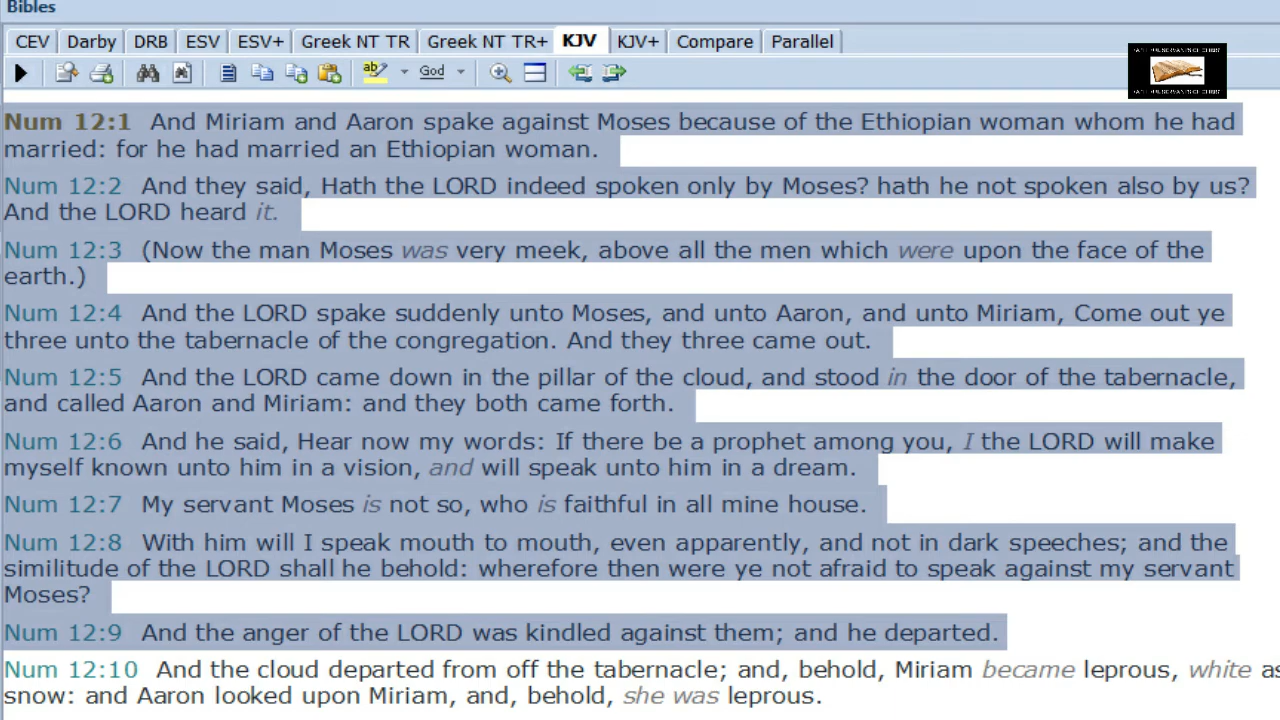 Bibles
CEV Darby DRB ESV ESV+ Greek NT TR Greek NT TR+ KJV KJV+ Compare Parallel
ab God
Num 12:1 And Miriam and Aaron spake against Moses because of the Ethiopian woman whom he had
married: for he had married an Ethiopian woman.
Num 12:2 And they said, Hath the LORD indeed spoken only by Moses? hath he not spoken also by us?
And the LORD heard it.
Num 12:3 (Now the man Moses was very meek, above all the men which were upon the face of the
earth.)
Num 12:4 And the LORD spake suddenly unto Moses, and unto Aaron, and unto Miriam, Come out ye
three unto the tabernacle of the congregation. And they three came out.
Num 12:5 And the LORD came down in the pillar of the cloud, and stood in the door of the tabernacle,
and called Aaron and Miriam: and they both came forth.
Num 12:6 And he said, Hear now my words: If there be a prophet among you, I the LORD will make
myself known unto him in a vision, and will speak unto him in a dream.
Num 12:7 My servant Moses is not so, who is faithful in all mine house.
Num 12:8 With him will I speak mouth to mouth, even apparently, and not in dark speeches; and the
similitude of the LORD shall he behold: wherefore then were ye not afraid to speak against my servant
Moses?
Num 12:9 And the anger of the LORD was kindled against them; and he departed.
Num 12:10 And the cloud departed from off the tabernacle; and, behold, Miriam became leprous, white as
snow: and Aaron looked upon Miriam, and, behold, she was leprous.